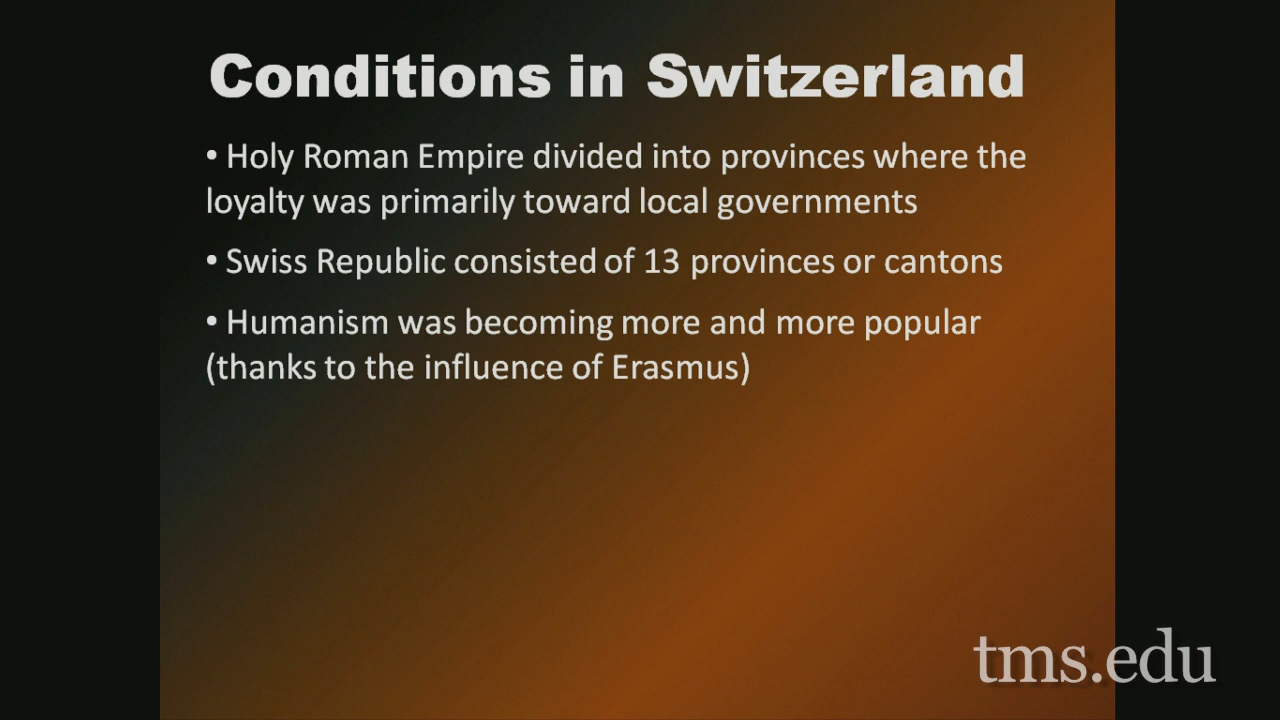 Conditions in Switzerland
• Holy Roman Empire divided into provinces where the
loyalty was primarily toward local governments
• Swiss Republic consisted of 13 provinces or cantons
• Humanism was becoming more and more popular
(thanks to the influence of Erasmus)
tms.edu